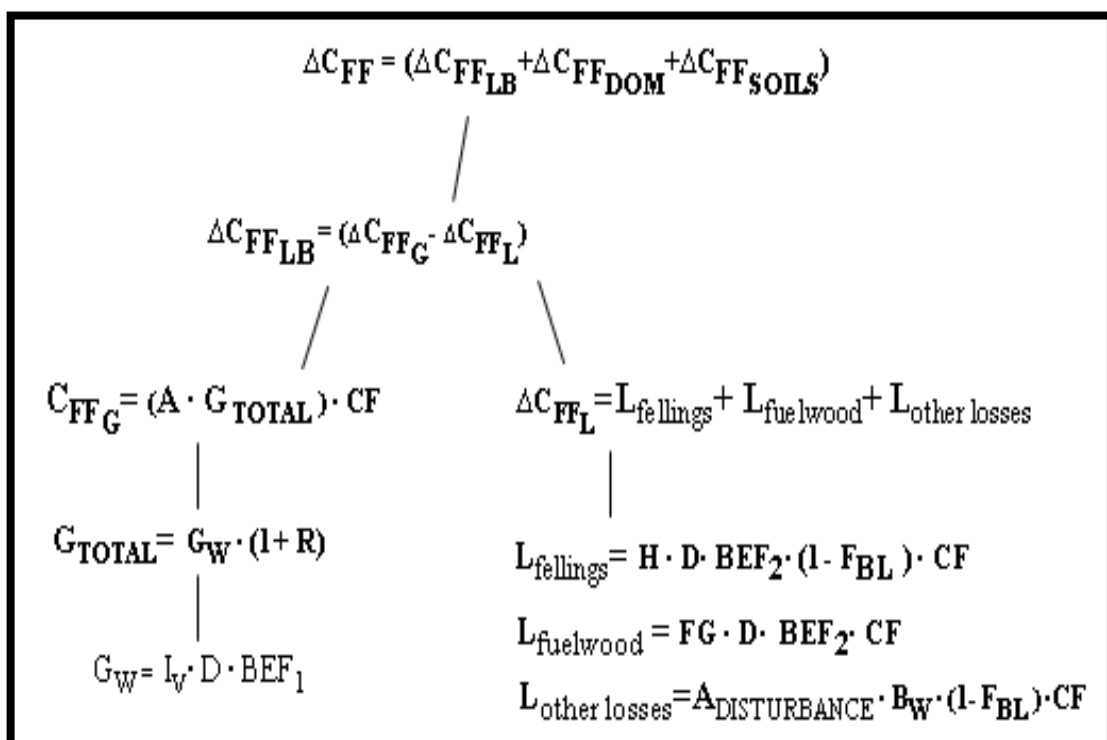 ΔC_FF = (ΔC_FF_LB + ΔC_FF_DOM + ΔC_FF_SOILS)
ΔC_FF_LB = (ΔC_FF_G - ΔC_FF_L)
C_FF_G = (A · G_TOTAL) · CF
ΔC_FF_L = L_fellings + L_fuelwood + L_other losses
G_TOTAL = G_W · (1 + R)
L_fellings = H · D · BEF_2 · (1 - F_BL) · CF
L_fuelwood = FG · D · BEF_2 · CF
G_W = I_V · D · BEF_1
L_other losses = A_DISTURBANCE · B_W · (1 - F_BL) · CF